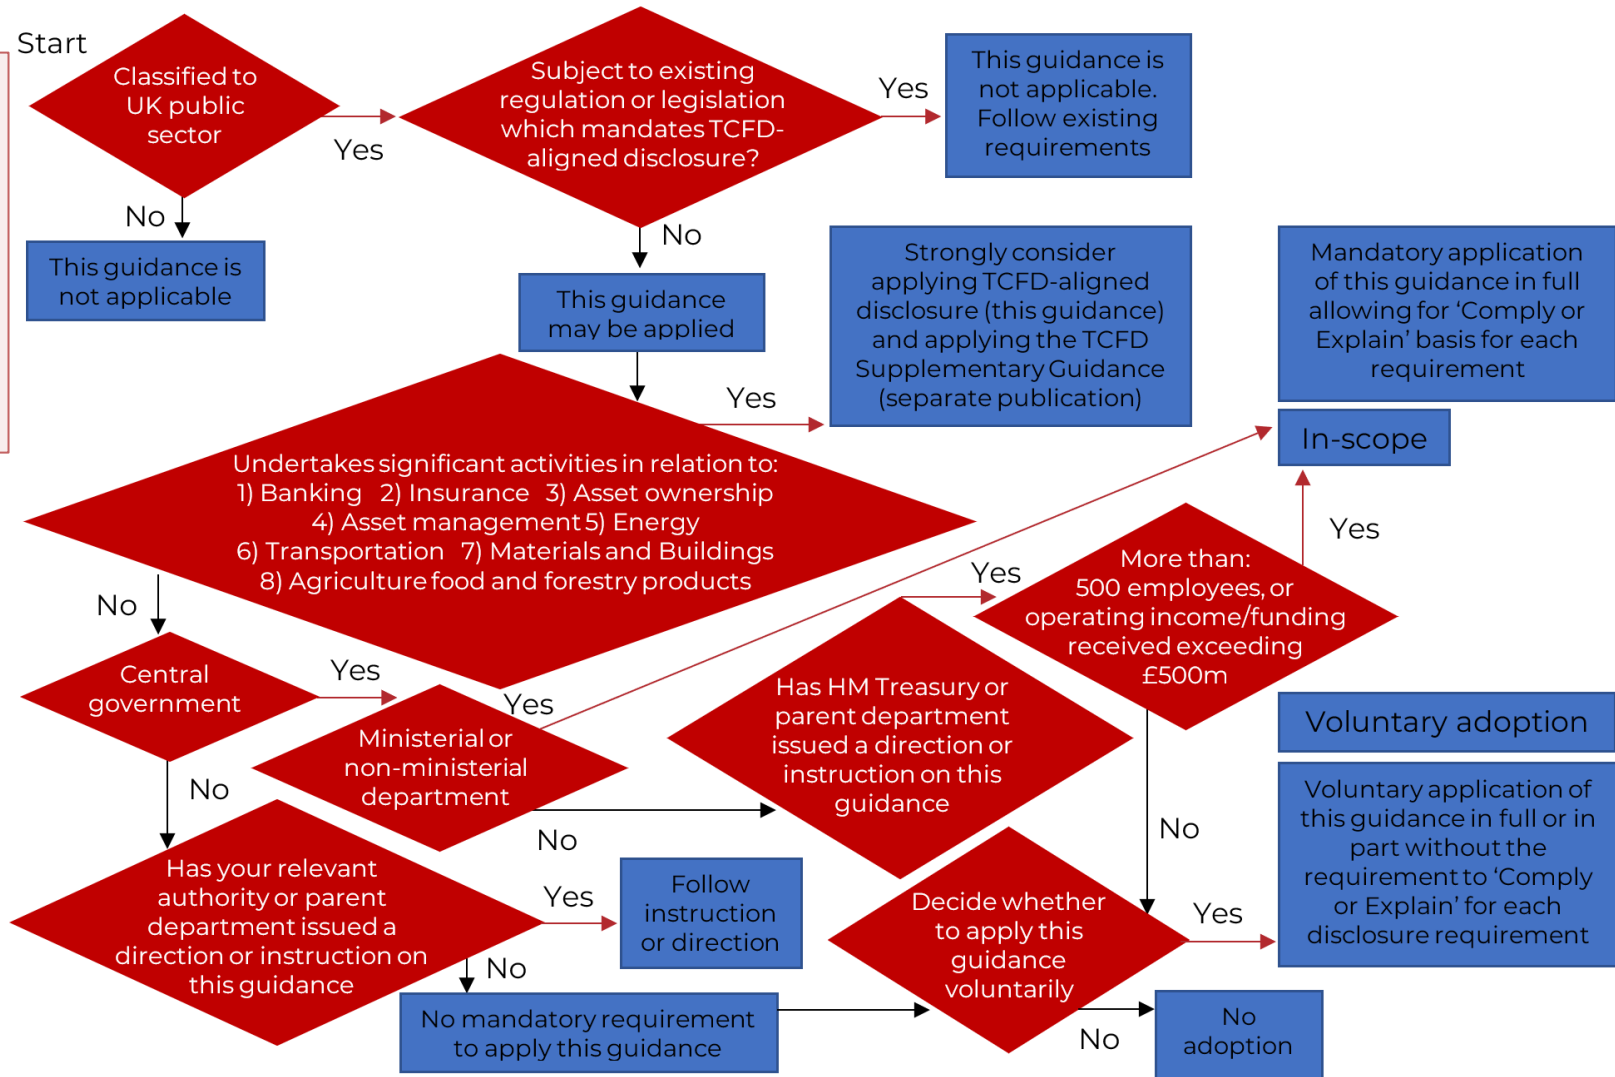 Start
Classified to
UK public
sector
Yes
No
This guidance is
not applicable
Subject to existing
regulation or legislation
which mandates TCFD-
aligned disclosure?
Yes
This guidance is
not applicable.
Follow existing
requirements
No
This guidance
may be applied
Undertakes significant activities in relation to:
1) Banking 2) Insurance 3) Asset ownership
4) Asset management 5) Energy
6) Transportation 7) Materials and Buildings
8) Agriculture food and forestry products
Yes
Strongly consider
applying TCFD-aligned
disclosure (this guidance)
and applying the TCFD
Supplementary Guidance
(separate publication)
Mandatory application
of this guidance in full
allowing for ‘Comply or
Explain’ basis for each
requirement
In-scope
No
Central
government
Yes
Ministerial or
non-ministerial
department
Yes
No
Has HM Treasury or
parent department
issued a direction or
instruction on this
guidance
Yes
More than:
500 employees, or
operating income/funding
received exceeding
£500m
Yes
No
No
Has your relevant
authority or parent
department issued a
direction or instruction on
this guidance
Yes
Follow
instruction
or direction
No
No mandatory requirement
to apply this guidance
Decide whether
to apply this
guidance
voluntarily
Yes
Voluntary adoption
Voluntary application of
this guidance in full or in
part without the
requirement to ‘Comply
or Explain’ for each
disclosure requirement
No
No
adoption